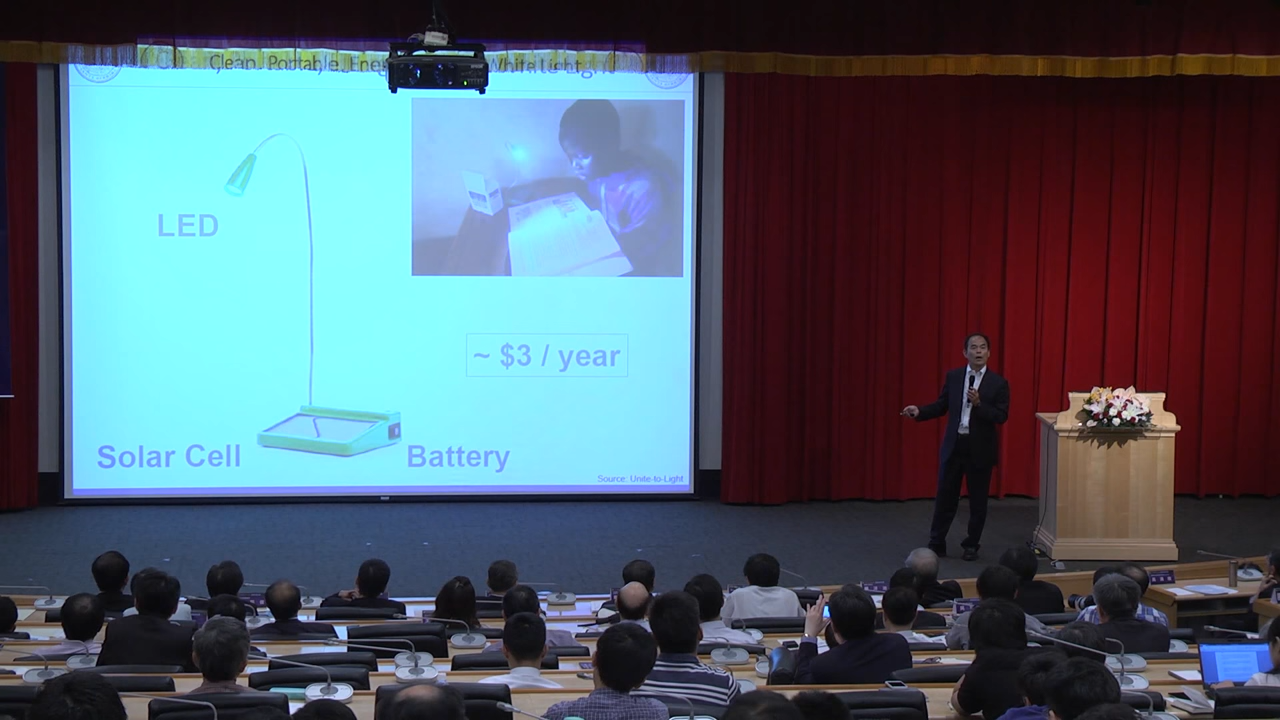 Clean, Portable,
White Light
LED
~ $3 / year
Solar Cell
Battery
Source: Unite-to-Light